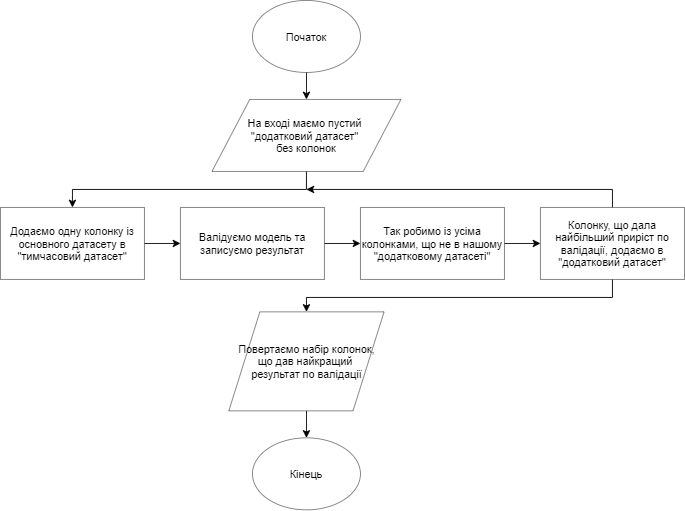 Початок
На вході маємо пустий
"додатковий датасет"
без колонок
Додаємо одну колонку із
основного датасету в
"тимчасовий датасет"
Валідуємо модель та
записуємо результат
Так робимо із усіма
колонками, що не в нашому
"додатковому датасеті"
Колонку, що дала
найбільший приріст по
валідації, додаємо в
"додатковий датасет"
Повертаємо набір колонок,
що дав найкращий
результат по валідації
Кінець